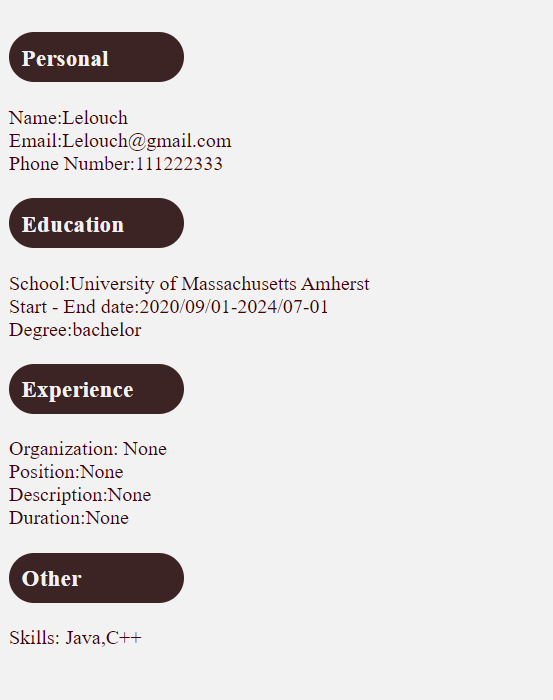 Personal
Name:Lelouch
Email:Lelouch@gmail.com
Phone Number:111222333
Education
School:University of Massachusetts Amherst
Start - End date:2020/09/01-2024/07-01
Degree:bachelor
Experience
Organization: None
Position:None
Description:None
Duration:None
Other
Skills: Java,C++